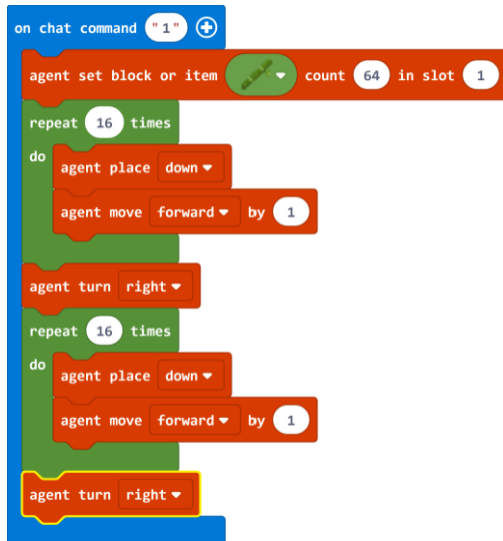 on chat command "1"
agent set block or item count 64 in slot 1
repeat 16 times
do
agent place down
agent move forward by 1
agent turn right
repeat 16 times
do
agent place down
agent move forward by 1
agent turn right